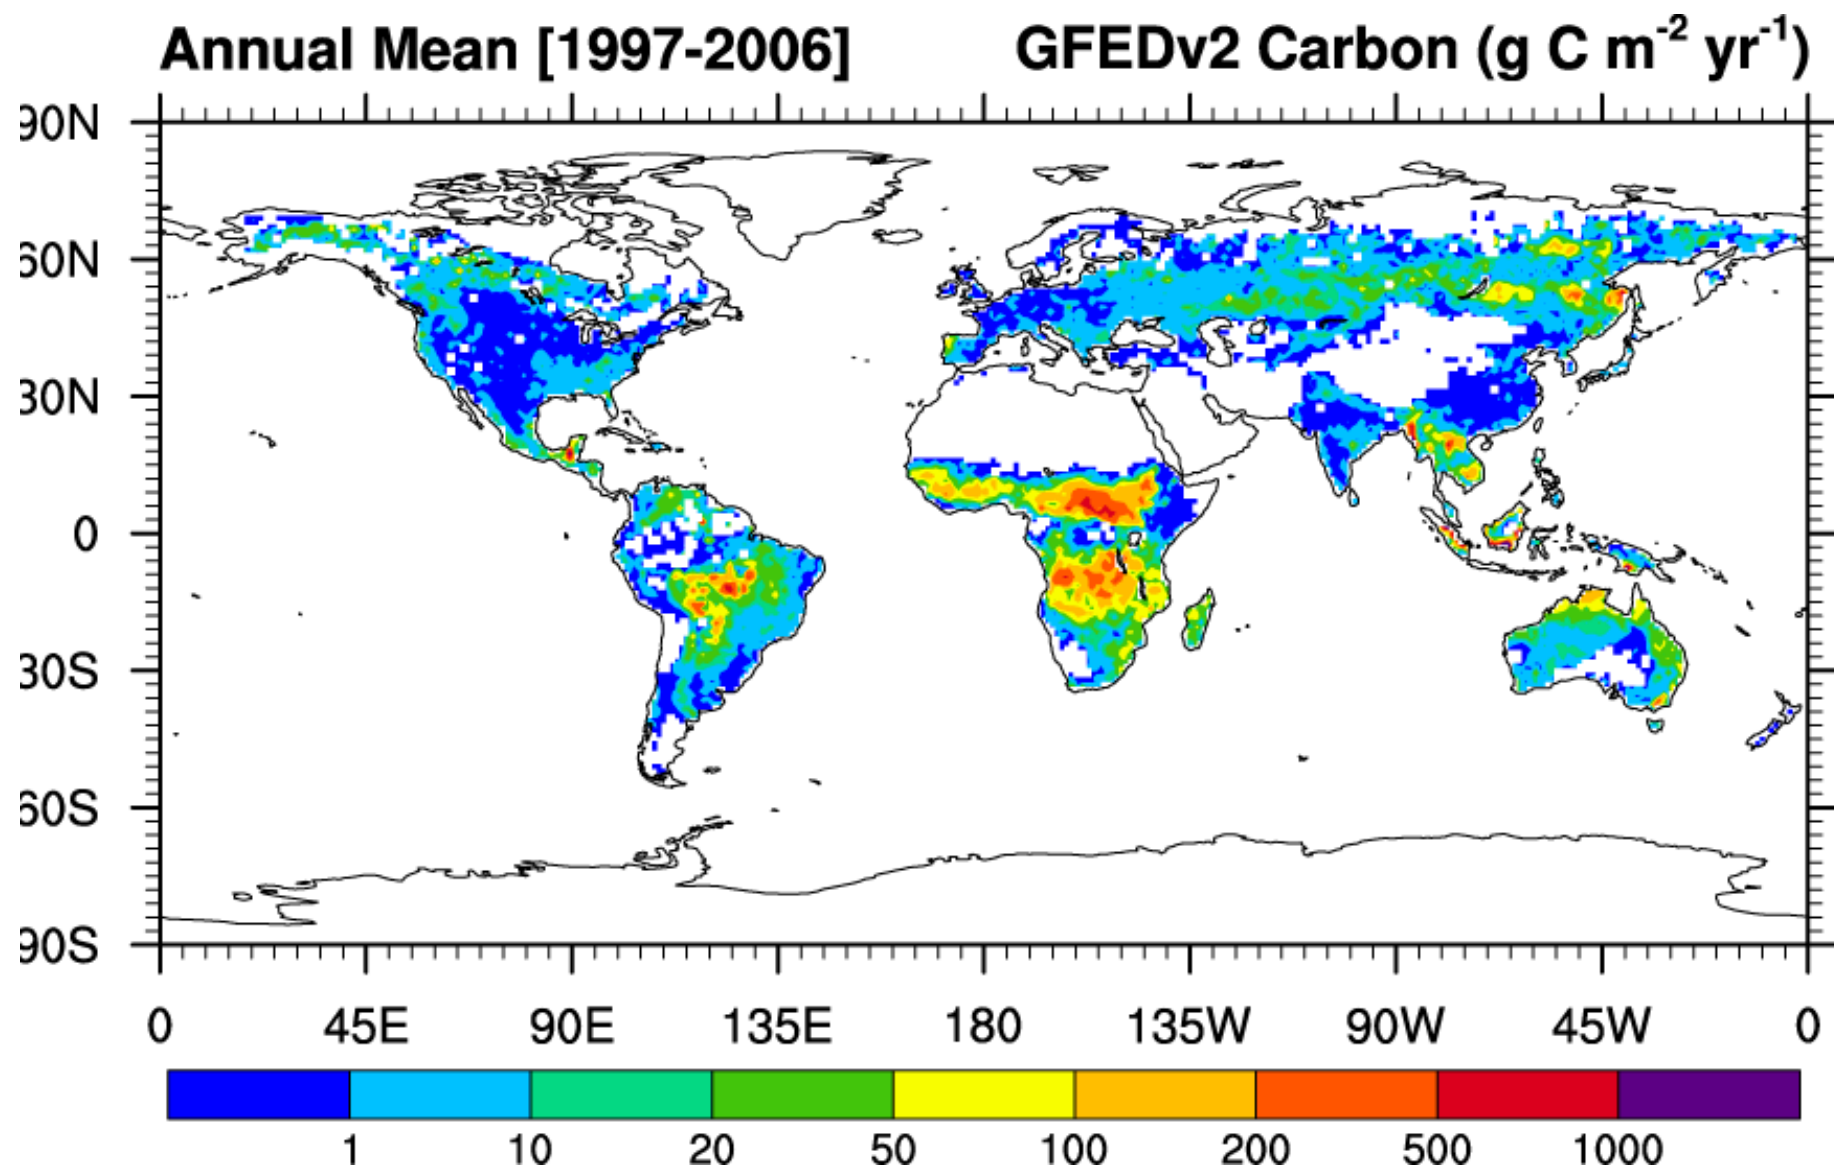 Annual Mean [1997-2006] GFEDv2 Carbon (g C m⁻² yr⁻¹)
90N
60N
30N
0
30S
60S
90S
0 45E 90E 135E 180 135W 90W 45W 0
1 10 20 50 100 200 500 1000